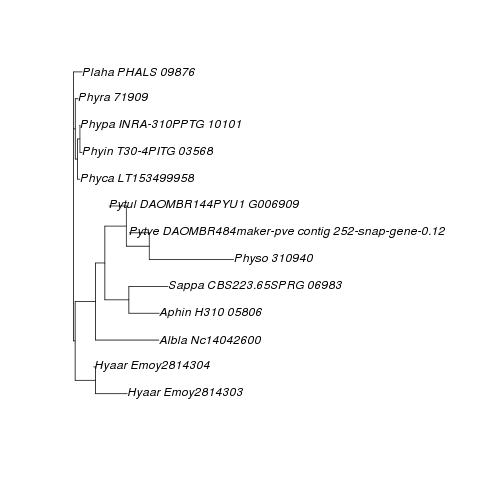 Plaha PHALS 09876
Phyra 71909
Phypa INRA-310PPTG 10101
Phyin T30-4PITG 03568
Phyca LT153499958
Pytul DAOMBR144PYU1 G006909
Pytve DAOMBR484maker-pve contig 252-snap-gene-0.12
Physo 310940
Sappa CBS223.65SPRG 06983
Aphin H310 05806
Albla Nc14042600
Hyaar Emoy2814304
Hyaar Emoy2814303